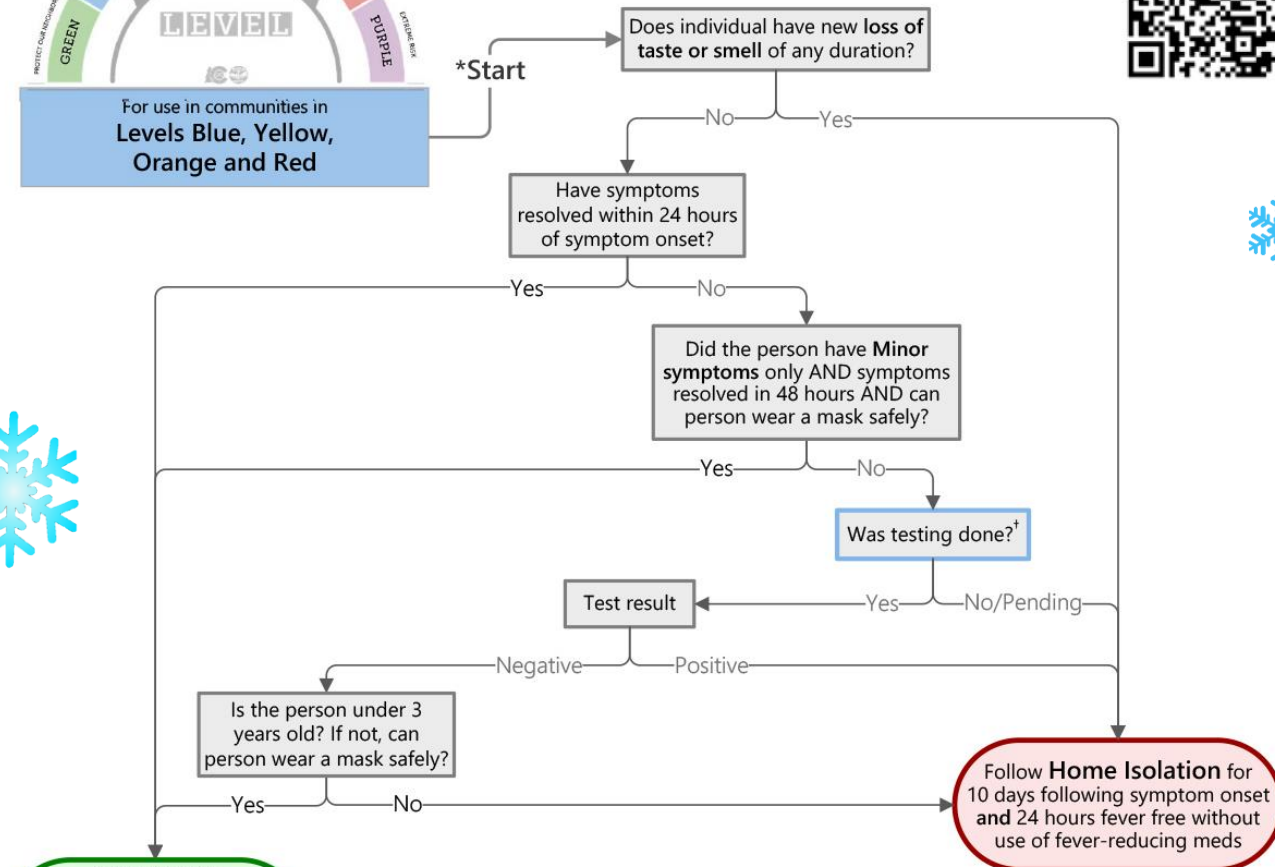 PROTECT OUR NEIGHBO
GREEN
LEVEL
PURPLE
EXTREME RISK
For use in communities in
Levels Blue, Yellow,
Orange and Red
*Start
Does individual have new loss of
taste or smell of any duration?
No
Yes
Have symptoms
resolved within 24 hours
of symptom onset?
Yes
No
Did the person have Minor
symptoms only AND symptoms
resolved in 48 hours AND can
person wear a mask safely?
Yes
No
Was testing done?†
Test result
Yes
No/Pending
Negative
Positive
Is the person under 3
years old? If not, can
person wear a mask safely?
Yes
No
Follow Home Isolation for
10 days following symptom onset
and 24 hours fever free without
use of fever-reducing meds